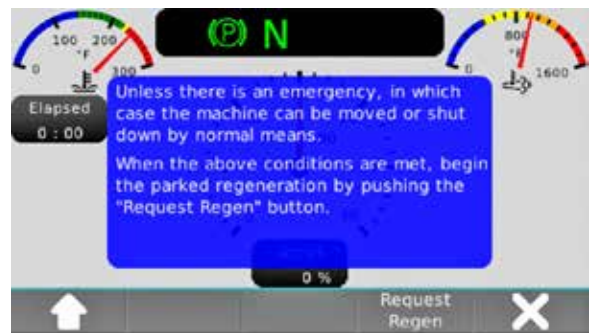 (P) N
100 200
°F
0 300
800
°F
0 1600
Elapsed
0 : 00
Unless there is an emergency, in which
case the machine can be moved or shut
down by normal means.
When the above conditions are met, begin
the parked regeneration by pushing the
"Request Regen" button.
0 %
Request
Regen